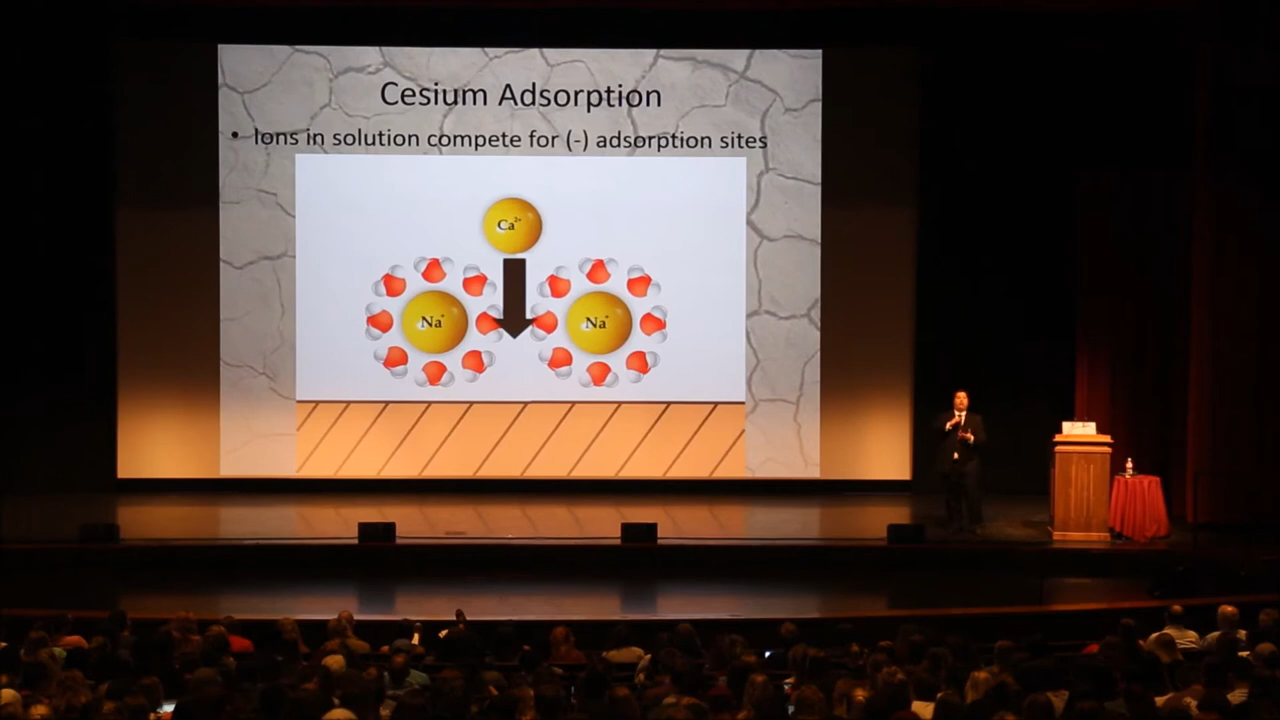 Cesium Adsorption
• Ions in solution compete for (-) adsorption sites
Ca²⁺
Na⁺ Na⁺